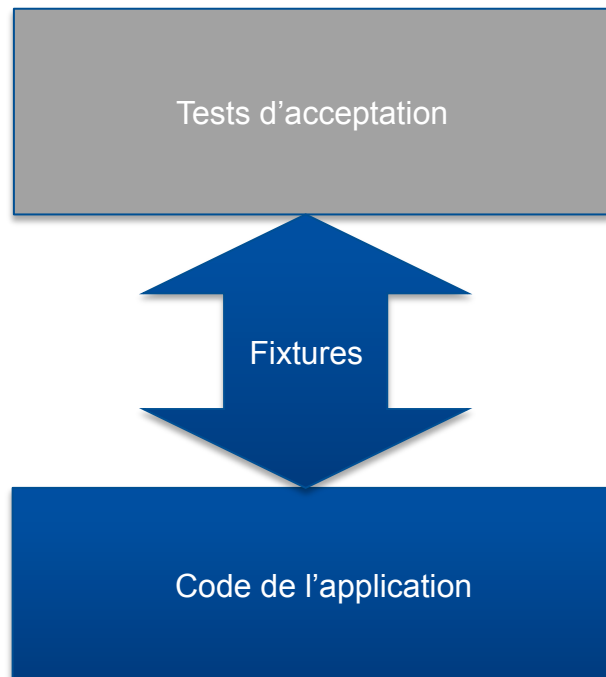 Tests d’acceptation
Fixtures
Code de l’application